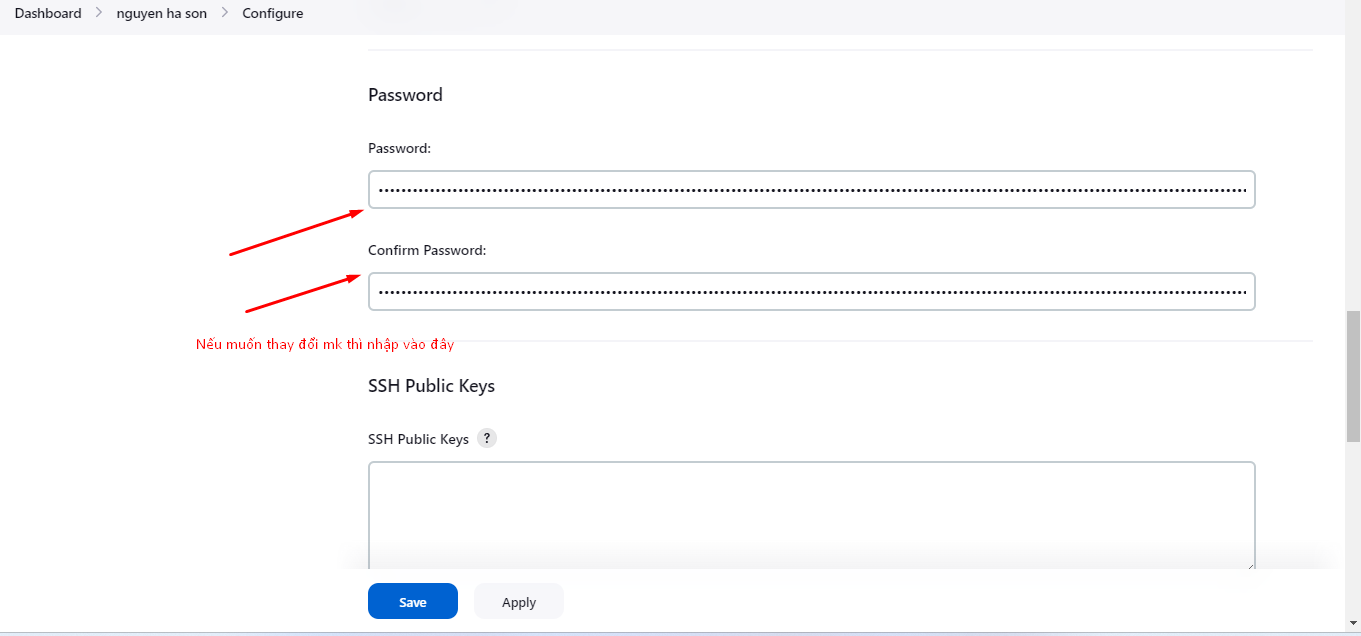 Dashboard > nguyen ha son > Configure
Password
Password:
Confirm Password:
Nếu muốn thay đổi mk thì nhập vào đây
SSH Public Keys
SSH Public Keys ?
Save Apply